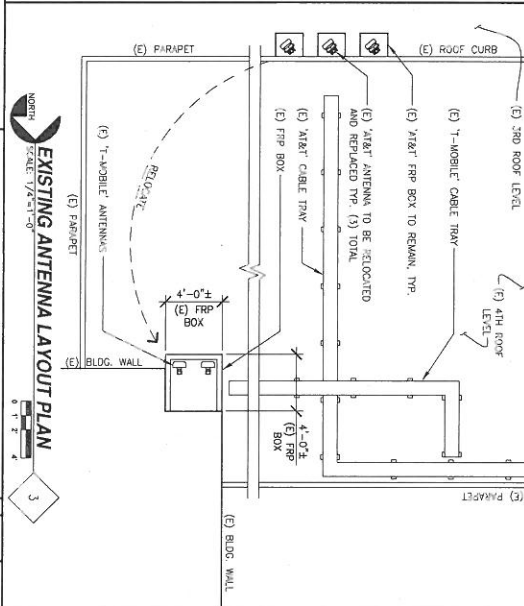 (E) PARAPET
(E) ROOF CURB
(E) 3RD ROOF LEVEL
(E) 'T-MOBILE' CABLE TRAY
(E) 'AT&T' FRP BOX TO REMAIN, TYP.
(E) 'AT&T' ANTENNA TO BE RELOCATED
AND REPLACED TYP. (3) TOTAL
(E) 'AT&T' CABLE TRAY
(E) FRP BOX
RELOCATE
(E) 'T-MOBILE' ANTENNAS
(E) PARAPET
(E) 4TH ROOF
LEVEL
4'-0"±
(E) FRP
BOX
(E) BLDG. WALL
4'-0"±
(E) FRP
BOX
(E) PARAPET
(E) BLDG. WALL
NORTH
EXISTING ANTENNA LAYOUT PLAN
SCALE: 1/4"=1'-0"
0 1' 2' 4'
3